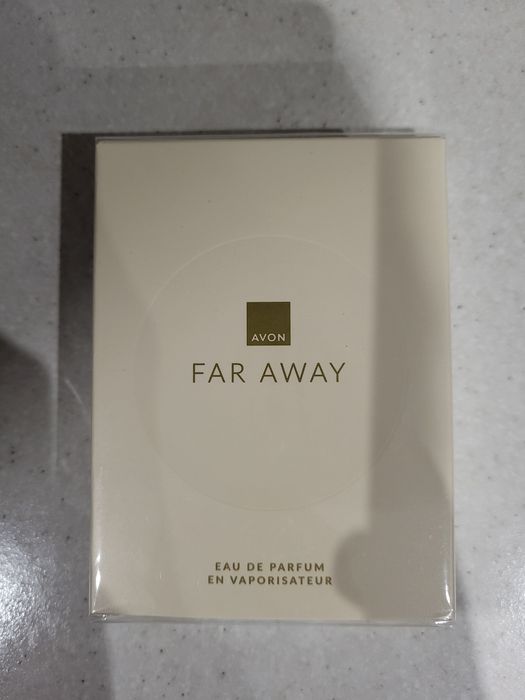 AVON
FAR AWAY
EAU DE PARFUM
EN VAPORISATEUR